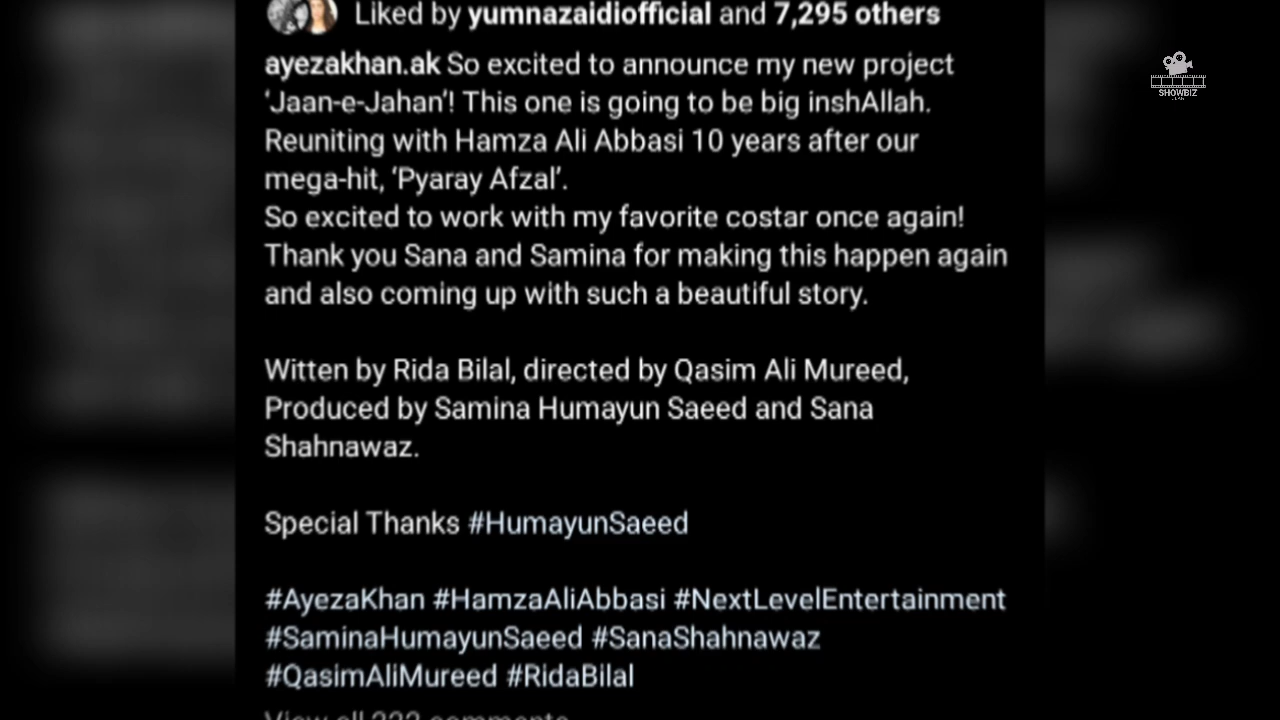 Liked by yumnazaidiofficial and 7,295 others
ayezakhan.ak So excited to announce my new project
‘Jaan-e-Jahan’! This one is going to be big inshAllah.
Reuniting with Hamza Ali Abbasi 10 years after our
mega-hit, ‘Pyaray Afzal’.
So excited to work with my favorite costar once again!
Thank you Sana and Samina for making this happen again
and also coming up with such a beautiful story.
Witten by Rida Bilal, directed by Qasim Ali Mureed,
Produced by Samina Humayun Saeed and Sana
Shahnawaz.
Special Thanks #HumayunSaeed
#AyezaKhan #HamzaAliAbbasi #NextLevelEntertainment
#SaminaHumayunSaeed #SanaShahnawaz
#QasimAliMureed #RidaBilal
View all 222 comments
SHOWBIZ